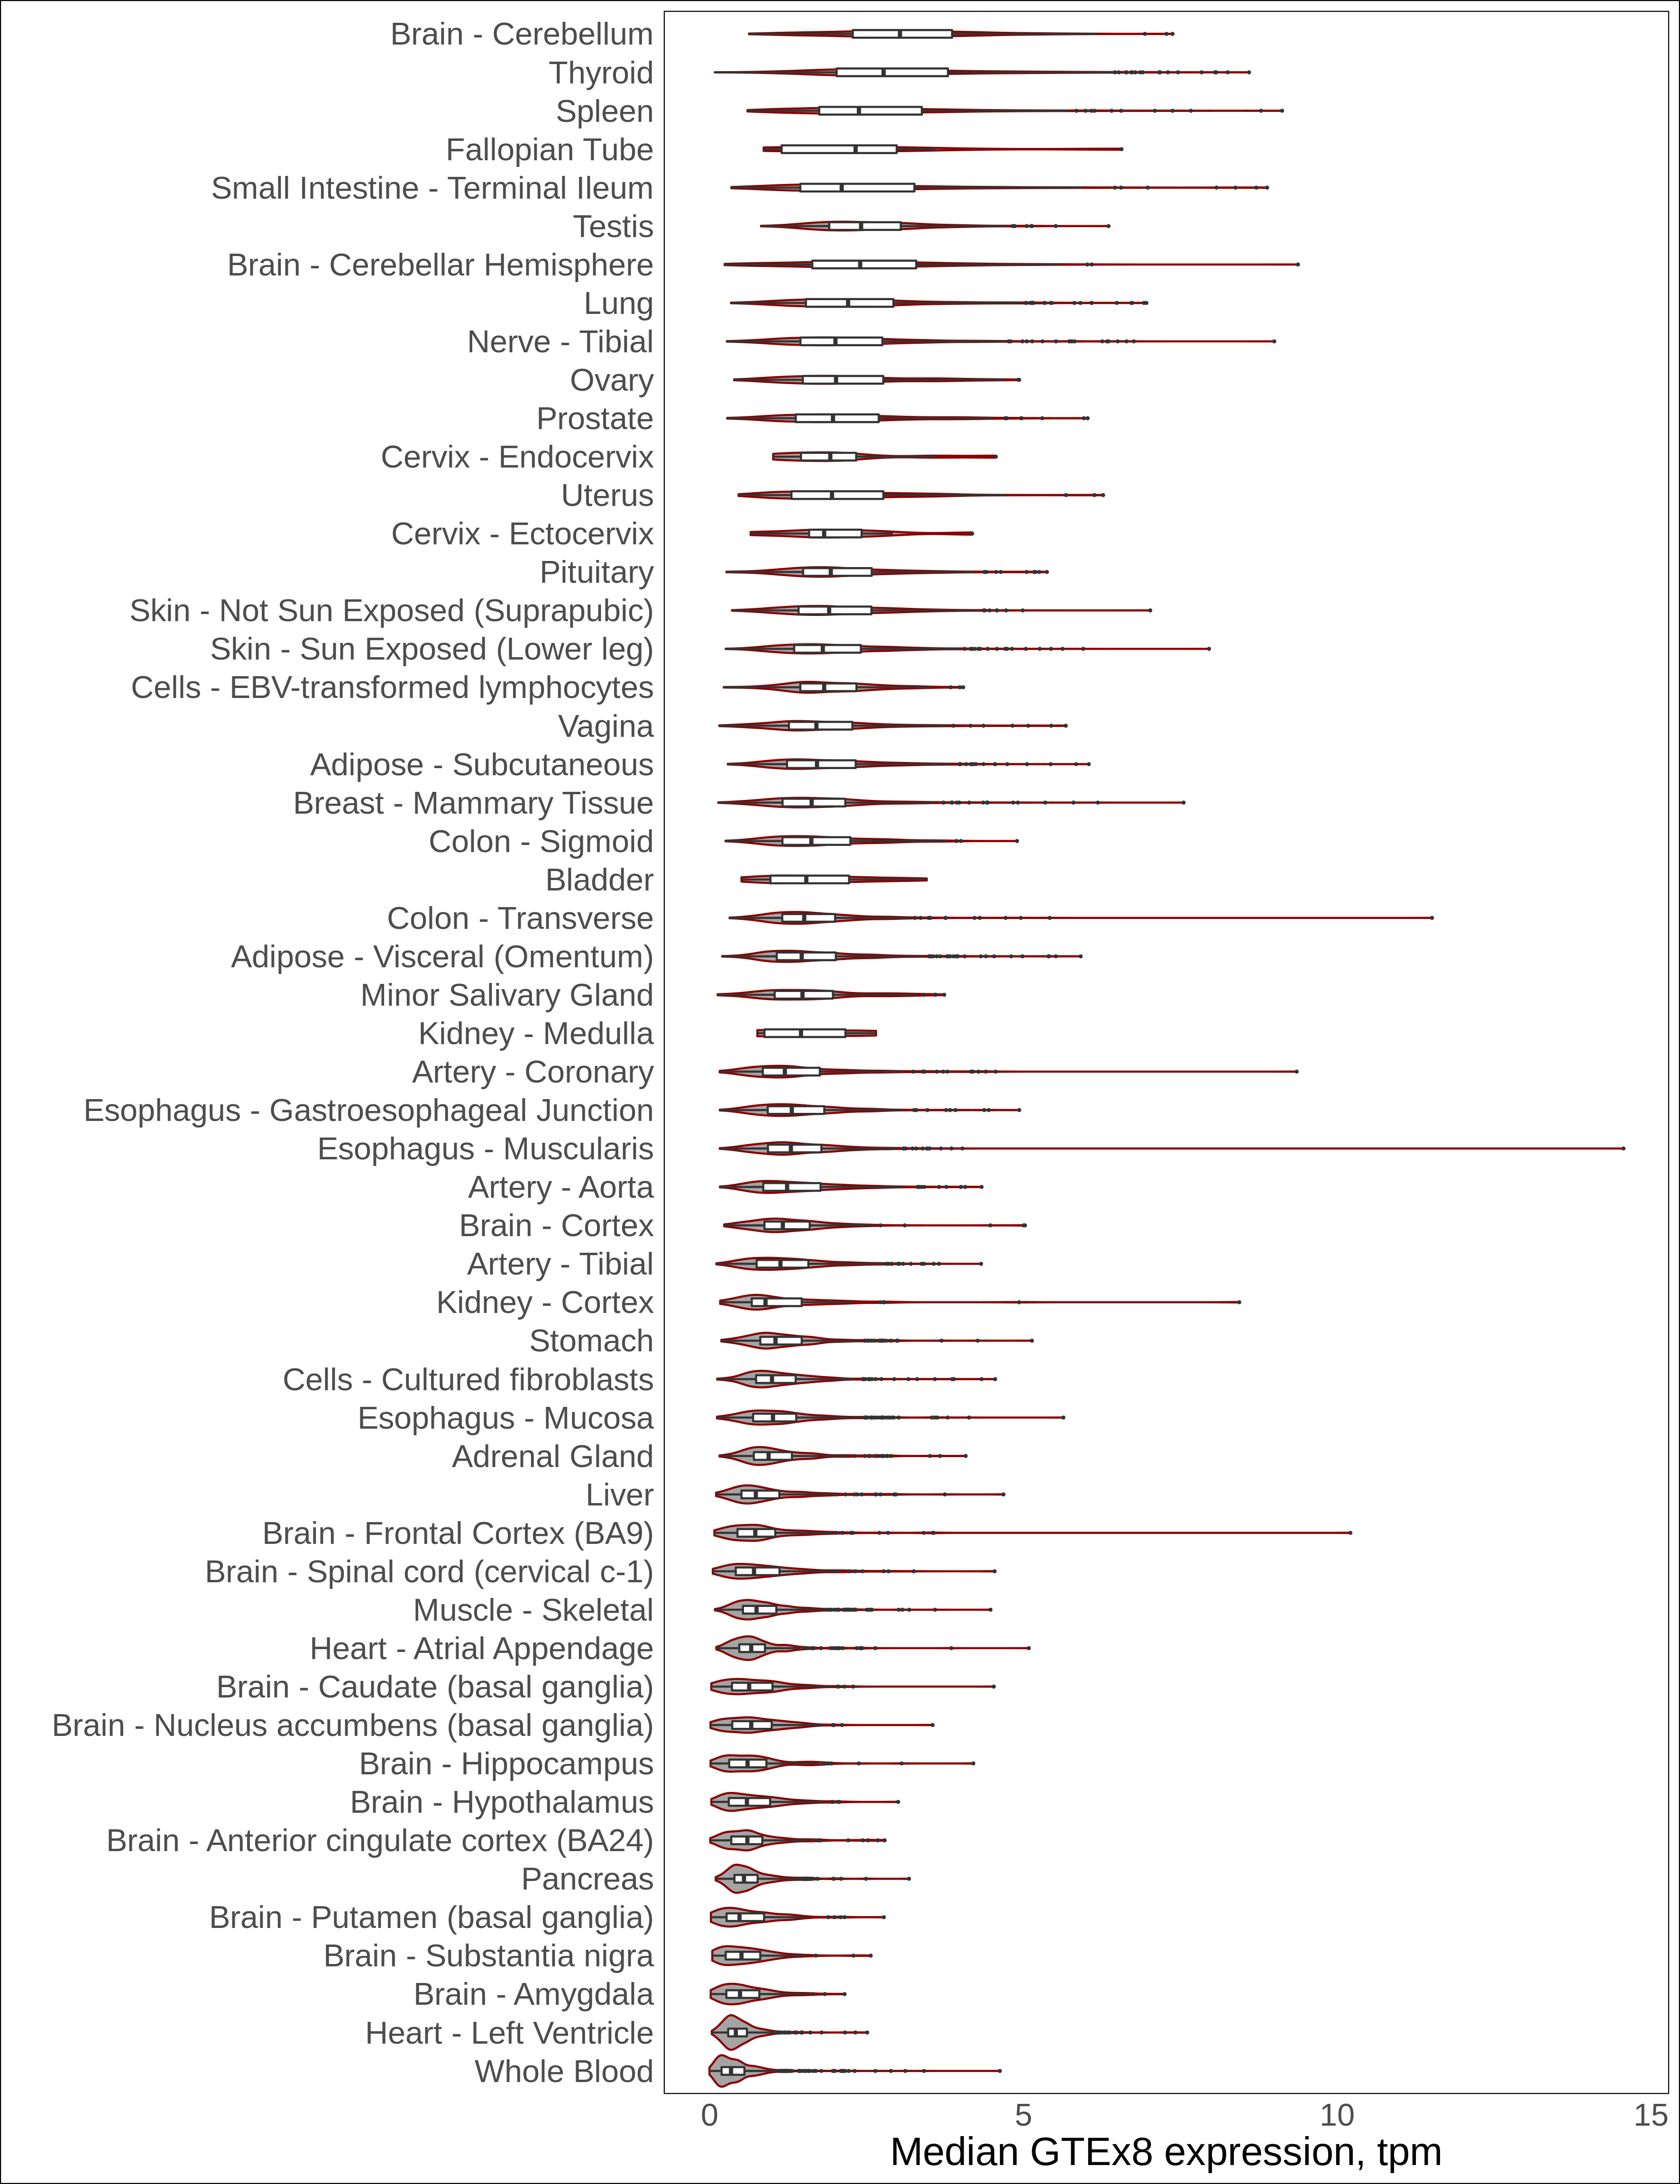 Brain - Cerebellum
Thyroid
Spleen
Fallopian Tube
Small Intestine - Terminal Ileum
Testis
Brain - Cerebellar Hemisphere
Lung
Nerve - Tibial
Ovary
Prostate
Cervix - Endocervix
Uterus
Cervix - Ectocervix
Pituitary
Skin - Not Sun Exposed (Suprapubic)
Skin - Sun Exposed (Lower leg)
Cells - EBV-transformed lymphocytes
Vagina
Adipose - Subcutaneous
Breast - Mammary Tissue
Colon - Sigmoid
Bladder
Colon - Transverse
Adipose - Visceral (Omentum)
Minor Salivary Gland
Kidney - Medulla
Artery - Coronary
Esophagus - Gastroesophageal Junction
Esophagus - Muscularis
Artery - Aorta
Brain - Cortex
Artery - Tibial
Kidney - Cortex
Stomach
Cells - Cultured fibroblasts
Esophagus - Mucosa
Adrenal Gland
Liver
Brain - Frontal Cortex (BA9)
Brain - Spinal cord (cervical c-1)
Muscle - Skeletal
Heart - Atrial Appendage
Brain - Caudate (basal ganglia)
Brain - Nucleus accumbens (basal ganglia)
Brain - Hippocampus
Brain - Hypothalamus
Brain - Anterior cingulate cortex (BA24)
Pancreas
Brain - Putamen (basal ganglia)
Brain - Substantia nigra
Brain - Amygdala
Heart - Left Ventricle
Whole Blood
0 5 10 15
Median GTEx8 expression, tpm